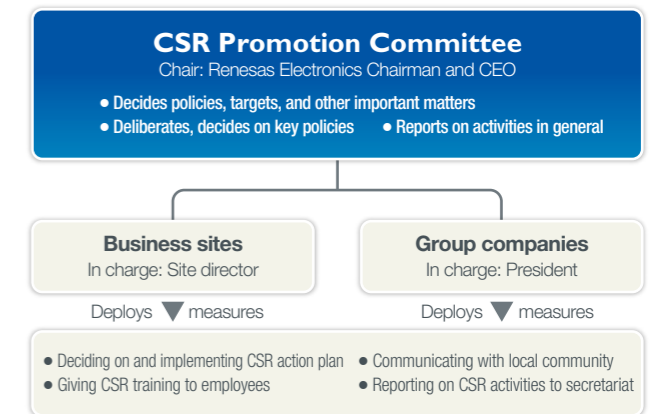 CSR Promotion Committee
Chair: Renesas Electronics Chairman and CEO
● Decides policies, targets, and other important matters
● Deliberates, decides on key policies ● Reports on activities in general
Business sites
In charge: Site director
Group companies
In charge: President
Deploys ▼ measures
Deploys ▼ measures
● Deciding on and implementing CSR action plan
● Giving CSR training to employees
● Communicating with local community
● Reporting on CSR activities to secretariat